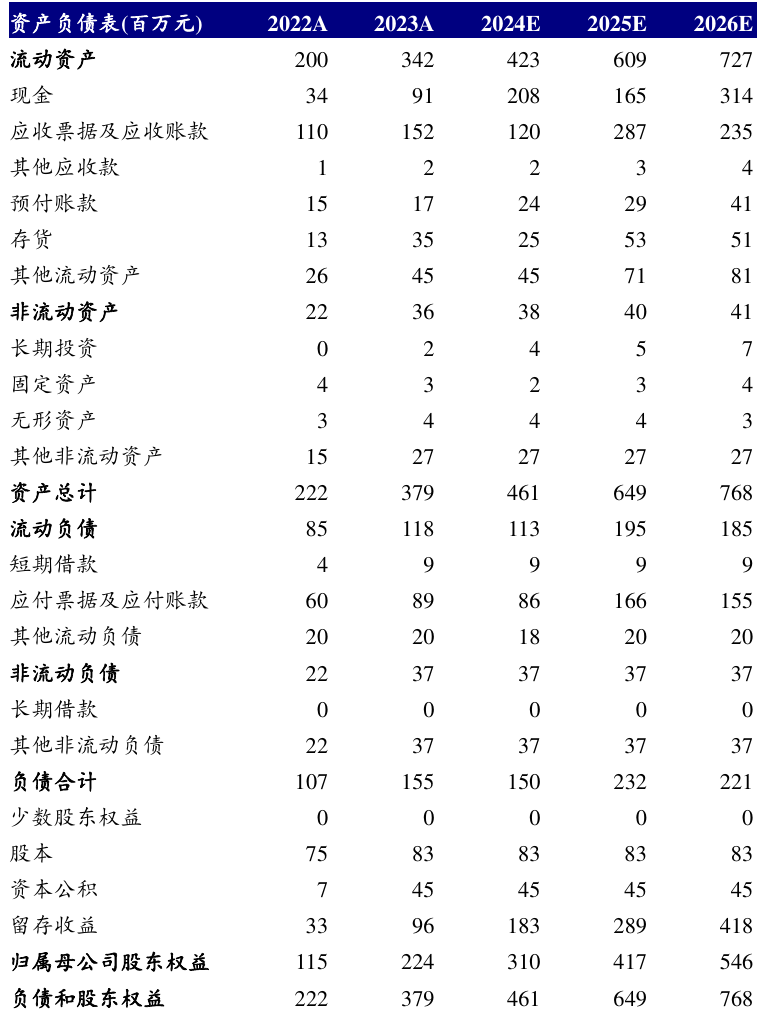 资产负债表(百万元) 2022A 2023A 2024E 2025E 2026E
流动资产 200 342 423 609 727
现金 34 91 208 165 314
应收票据及应收账款 110 152 120 287 235
其他应收款 1 2 2 3 4
预付账款 15 17 24 29 41
存货 13 35 25 53 51
其他流动资产 26 45 45 71 81
非流动资产 22 36 38 40 41
长期投资 0 2 4 5 7
固定资产 4 3 2 3 4
无形资产 3 4 4 4 3
其他非流动资产 15 27 27 27 27
资产总计 222 379 461 649 768
流动负债 85 118 113 195 185
短期借款 4 9 9 9 9
应付票据及应付账款 60 89 86 166 155
其他流动负债 20 20 18 20 20
非流动负债 22 37 37 37 37
长期借款 0 0 0 0 0
其他非流动负债 22 37 37 37 37
负债合计 107 155 150 232 221
少数股东权益 0 0 0 0 0
股本 75 83 83 83 83
资本公积 7 45 45 45 45
留存收益 33 96 183 289 418
归属母公司股东权益 115 224 310 417 546
负债和股东权益 222 379 461 649 768